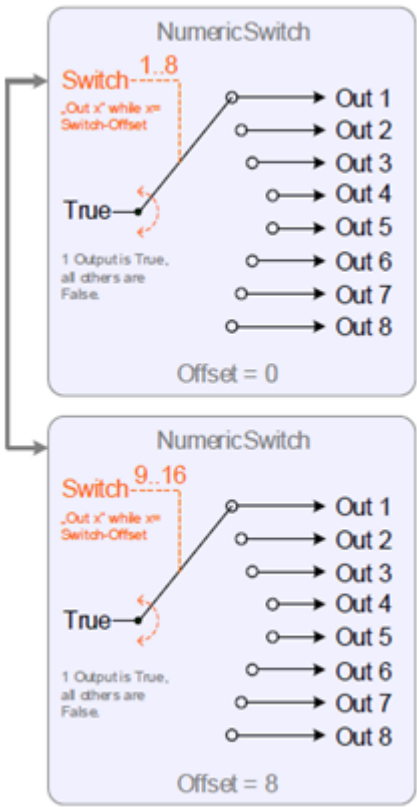 NumericSwitch
Switch 1..8
„Out x" while x=
Switch-Offset
True
1 Output is True,
all others are
False.
Out 1
Out 2
Out 3
Out 4
Out 5
Out 6
Out 7
Out 8
Offset = 0
NumericSwitch
Switch 9..16
„Out x" while x=
Switch-Offset
True
1 Output is True,
all others are
False.
Out 1
Out 2
Out 3
Out 4
Out 5
Out 6
Out 7
Out 8
Offset = 8